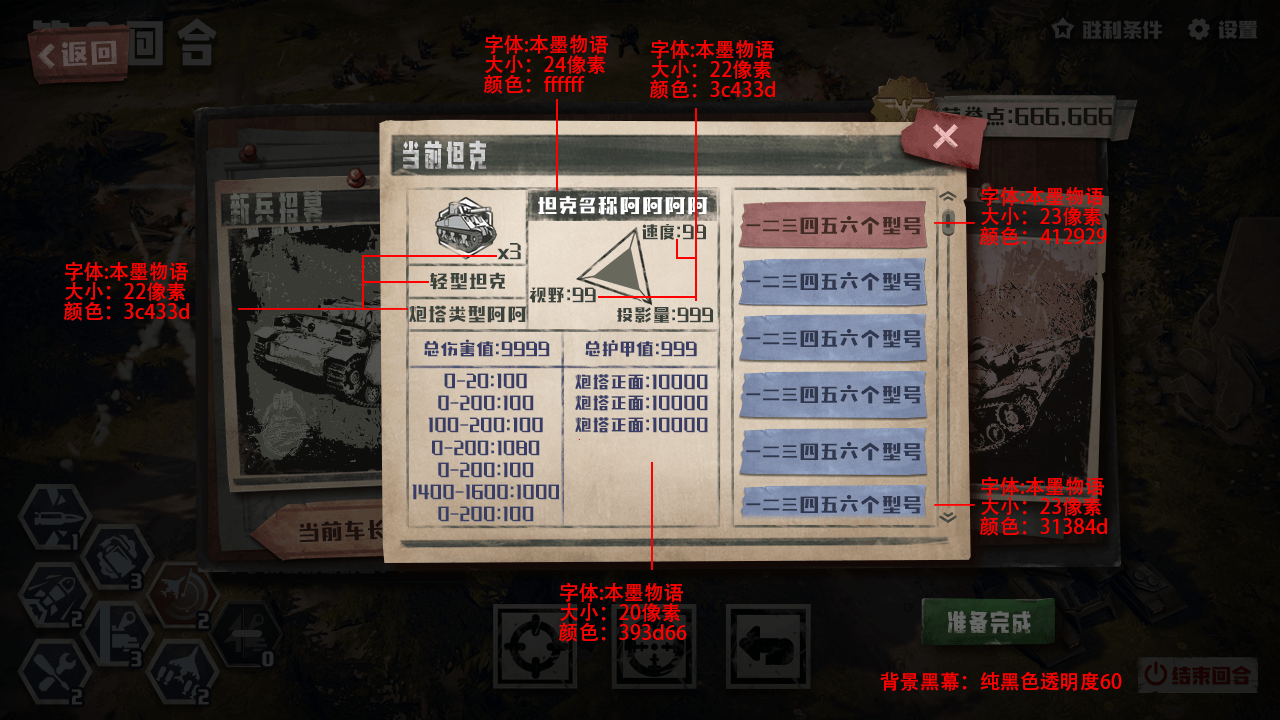 回合
返回
胜利条件
设置
字体:本墨物语
大小：24像素
颜色：ffffff
字体:本墨物语
大小：22像素
颜色：3c433d
点:666,666
当前坦克
新兵招募
x3
轻型坦克
炮塔类型阿阿
坦克名称阿阿阿阿
速度:99
视野:99
投影量:999
总伤害值:9999
0-20:100
0-200:100
100-200:100
0-200:1080
0-200:100
1400-1600:1000
0-200:100
总护甲值:999
炮塔正面:10000
炮塔正面:10000
炮塔正面:10000
一二三四五六个型号
一二三四五六个型号
一二三四五六个型号
一二三四五六个型号
一二三四五六个型号
一二三四五六个型号
字体:本墨物语
大小：23像素
颜色：412929
字体:本墨物语
大小：22像素
颜色：3c433d
字体:本墨物语
大小：23像素
颜色：31384d
当前车长
字体:本墨物语
大小：20像素
颜色：393d66
1
3
2
2
3
0
2
2
准备完成
背景黑幕：纯黑色透明度60
结束回合